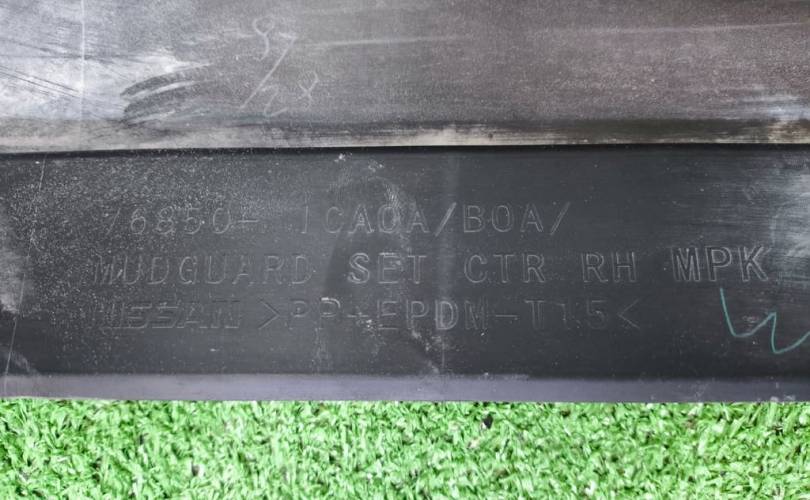 76850- 1CA0A/B0A/
MUDGUARD SET CTR RH MPK
NISSAN >PP+EPDM-T15<